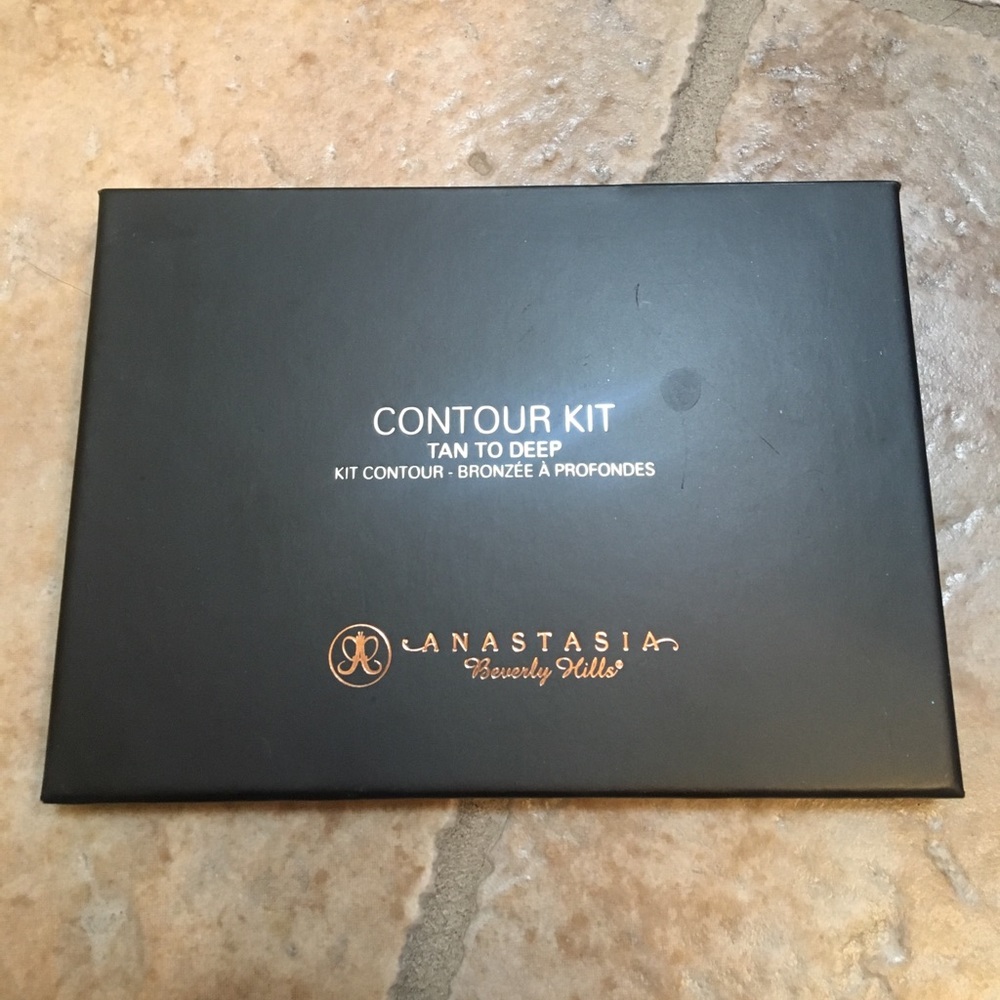 CONTOUR KIT
TAN TO DEEP
KIT CONTOUR - BRONZÉE À PROFONDES
ANASTASIA
Beverly Hills®